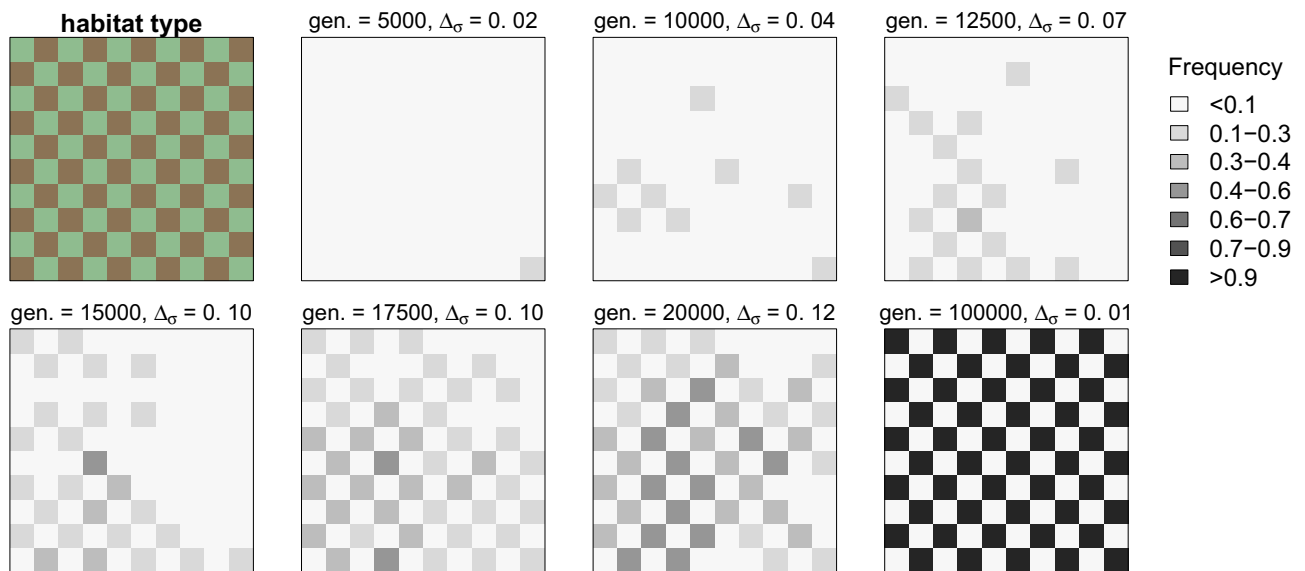 habitat type
gen. = 5000, Δσ = 0. 02
gen. = 10000, Δσ = 0. 04
gen. = 12500, Δσ = 0. 07
Frequency
<0.1
0.1−0.3
0.3−0.4
0.4−0.6
0.6−0.7
0.7−0.9
>0.9
gen. = 15000, Δσ = 0. 10
gen. = 17500, Δσ = 0. 10
gen. = 20000, Δσ = 0. 12
gen. = 100000, Δσ = 0. 01